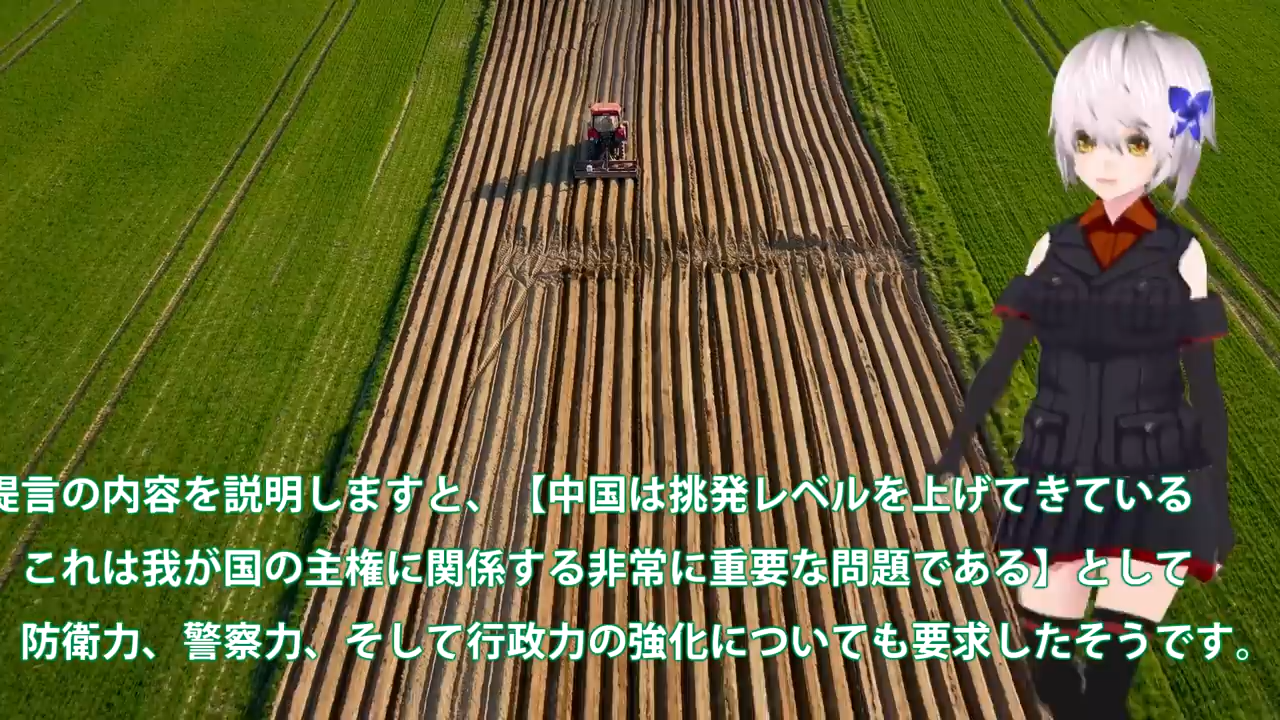 提言の内容を説明しますと、【中国は挑発レベルを上げてきている
これは我が国の主権に関係する非常に重要な問題である】として
防衛力、警察力、そして行政力の強化についても要求したそうです。